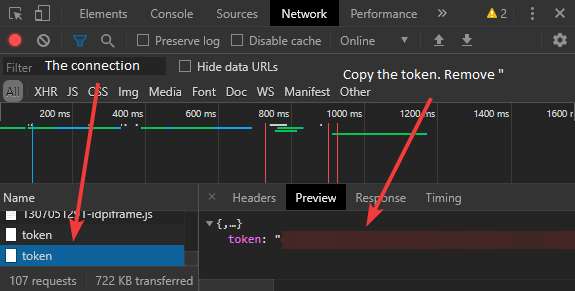 Elements Console Sources Network Performance » 2
Preserve log Disable cache Online
Filter The connection Hide data URLs Copy the token. Remove "
All XHR JS CSS Img Media Font Doc WS Manifest Other
200 ms 400 ms 600 ms 800 ms 1000 ms 1200 ms 1400 ms 1600 ms
Name × Headers Preview Response Timing
1307051291-idpiframe.js
▼{,…}
token
token: "
token
107 requests 722 KB transferred